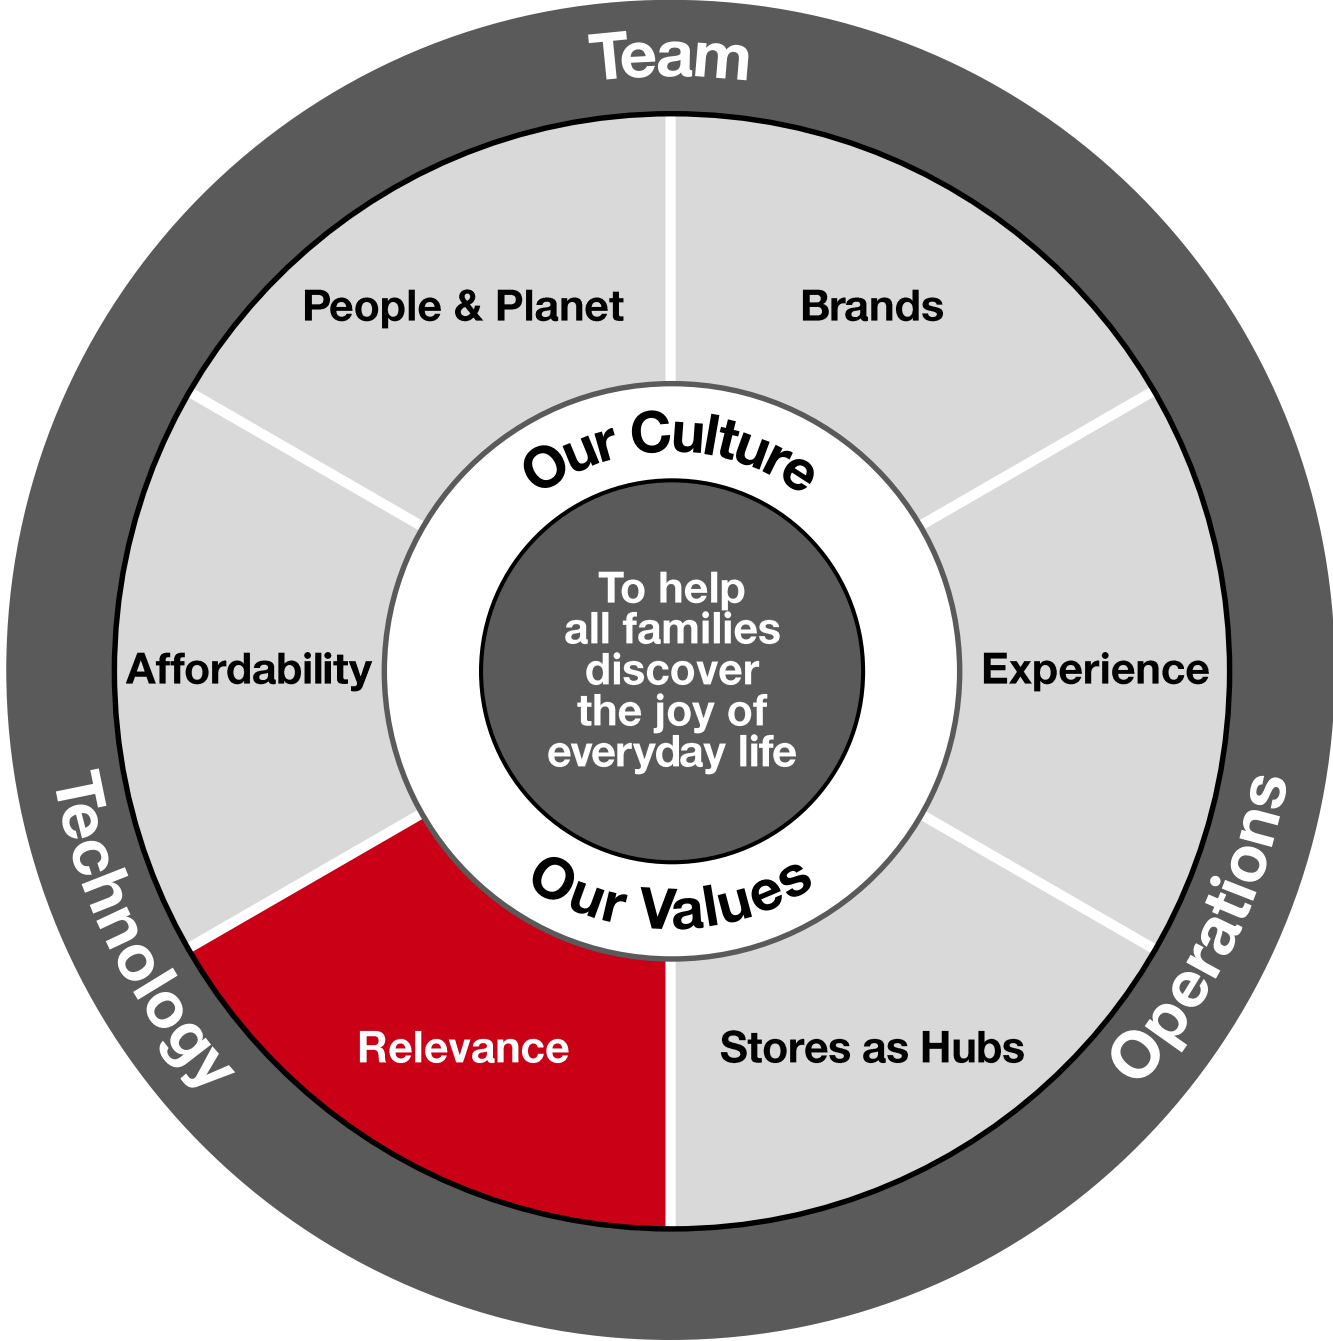 Team
People & Planet
Brands
Our Culture
To help
all families
discover
the joy of
everyday life
Affordability
Experience
Our Values
Technology
Operations
Relevance
Stores as Hubs